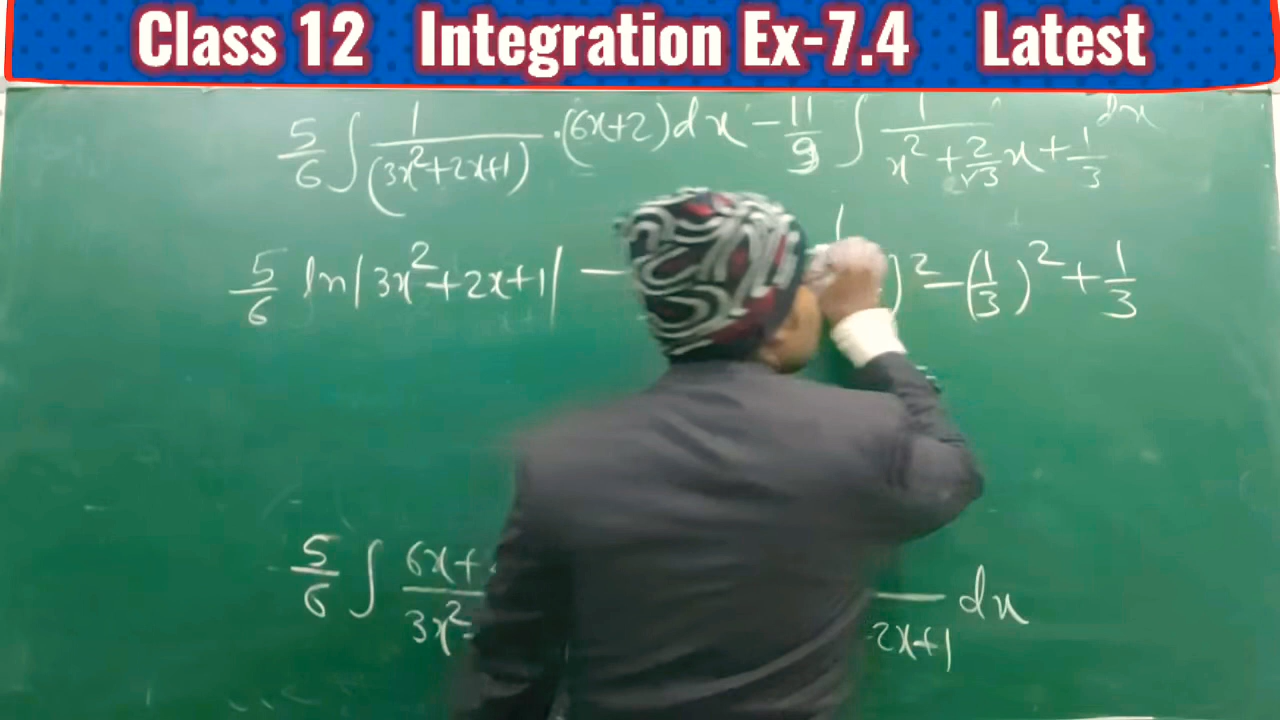 Class 12 Integration Ex-7.4 Latest
5/6 ∫ 1/(3x²+2x+1) ·(6x+2)dx − 11/9 ∫ 1/(x² + 2/3 x + 1/3) dx
5/6 ln|3x²+2x+1| − 1 )² − (1/3)² + 1/3
5/6 ∫ 6x+ / 3x² 2x+1 dx